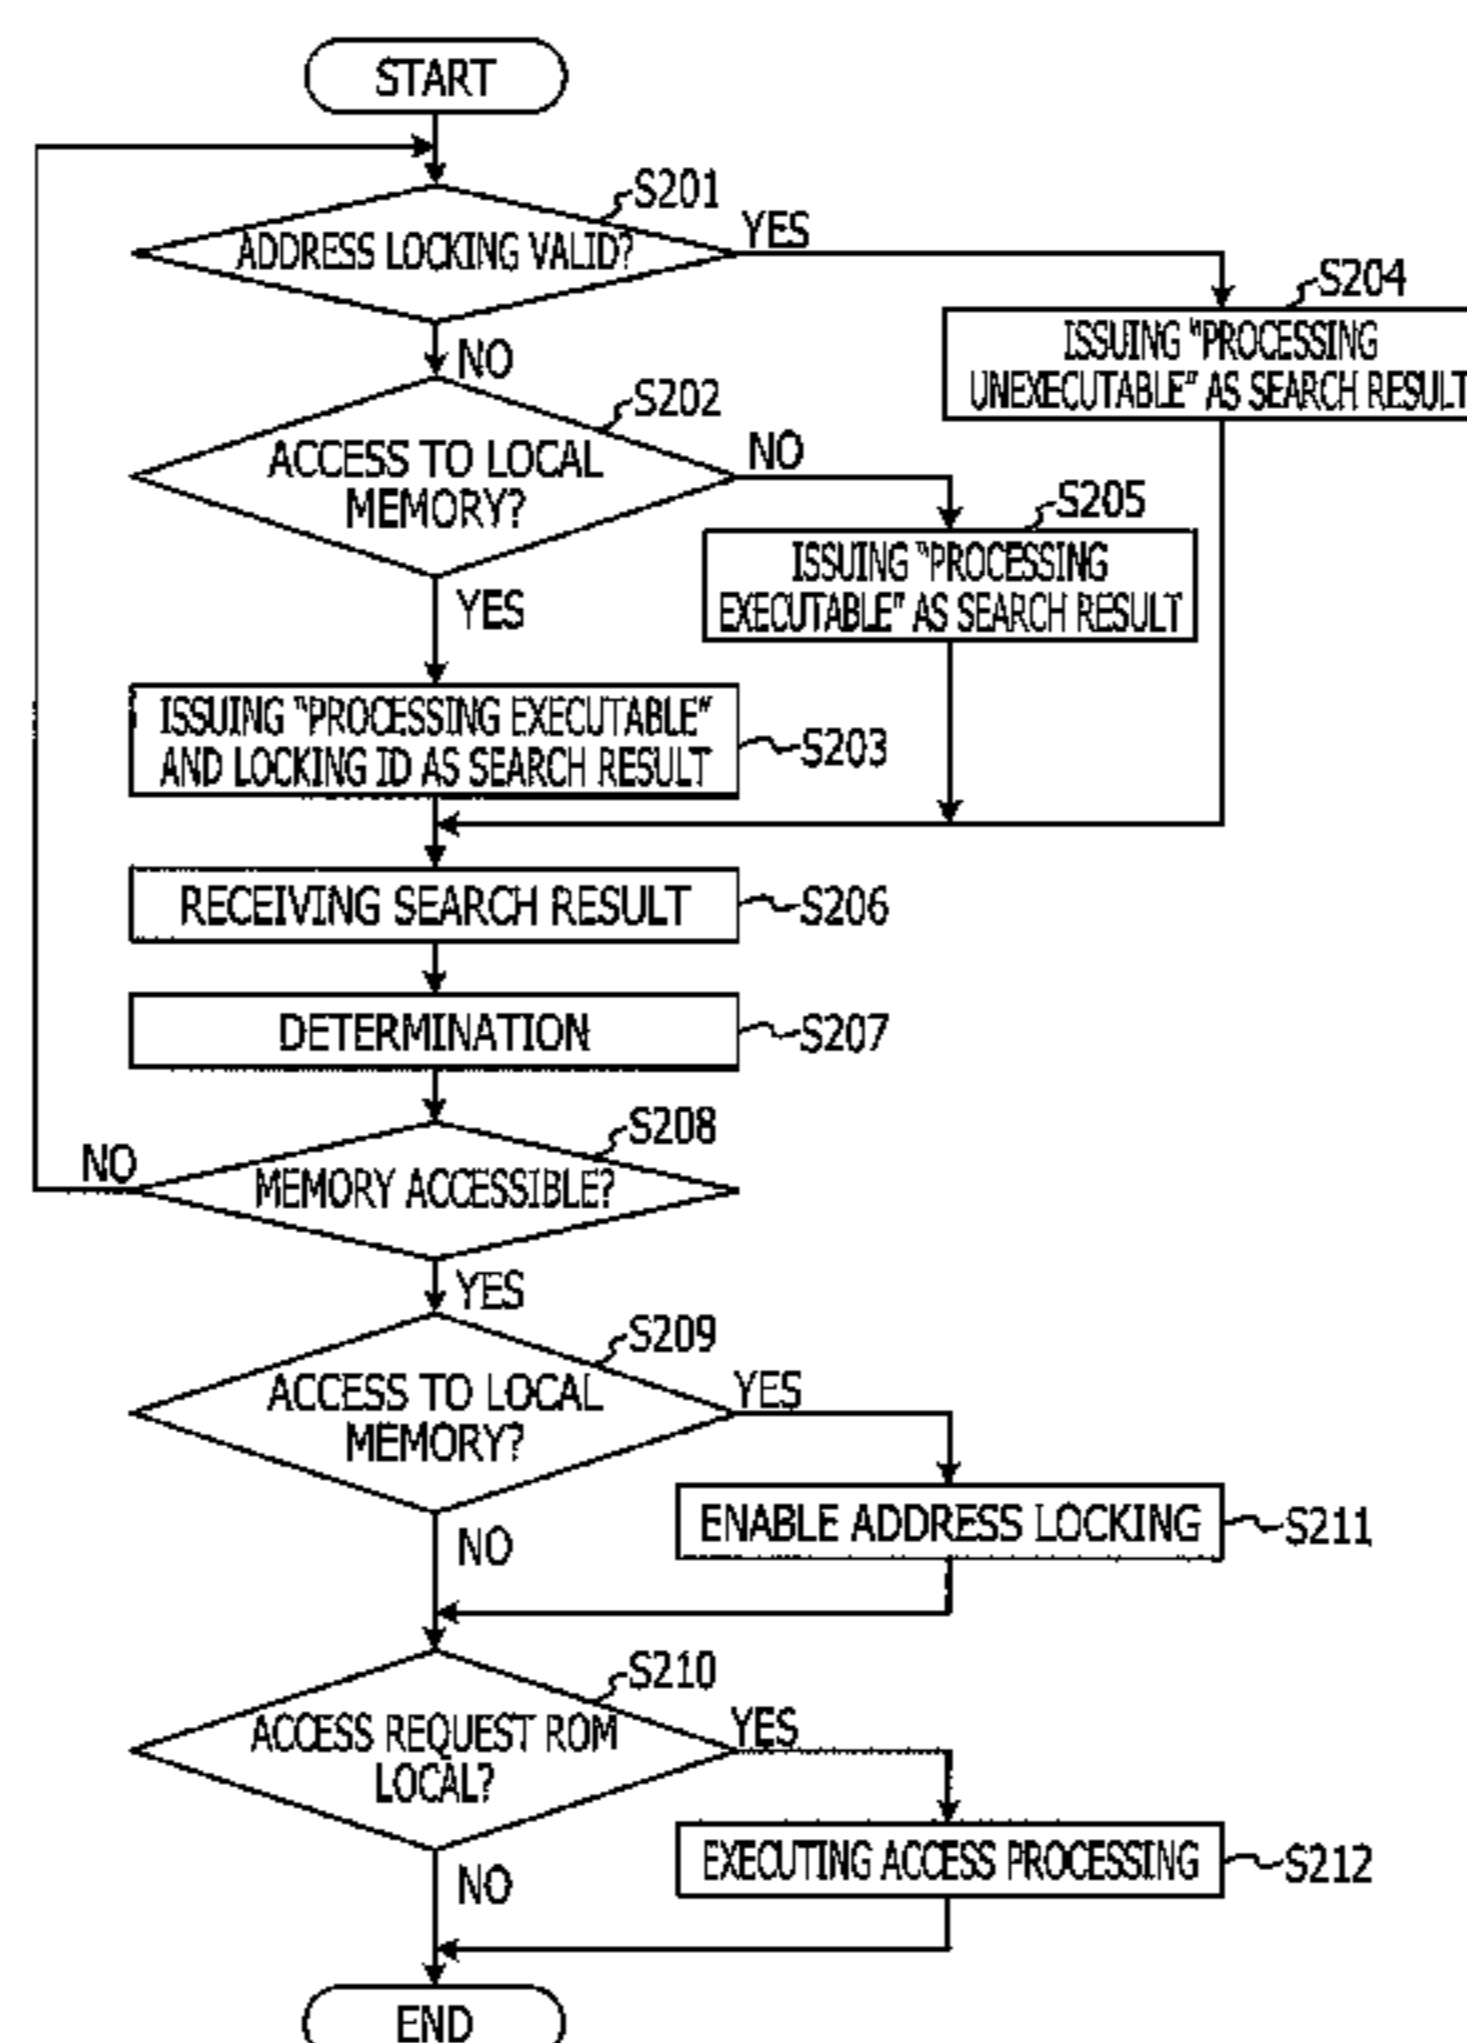 START
S201
ADDRESS LOCKING VALID?
YES
S204
ISSUING "PROCESSING
UNEXECUTABLE" AS SEARCH RESULT
NO
S202
ACCESS TO LOCAL
MEMORY?
NO
S205
ISSUING "PROCESSING
EXECUTABLE" AS SEARCH RESULT
YES
ISSUING "PROCESSING EXECUTABLE"
AND LOCKING ID AS SEARCH RESULT
S203
RECEIVING SEARCH RESULT
S206
DETERMINATION
S207
S208
NO
MEMORY ACCESSIBLE?
YES
S209
ACCESS TO LOCAL
MEMORY?
YES
ENABLE ADDRESS LOCKING
S211
NO
S210
ACCESS REQUEST ROM
LOCAL?
YES
EXECUTING ACCESS PROCESSING
S212
NO
END